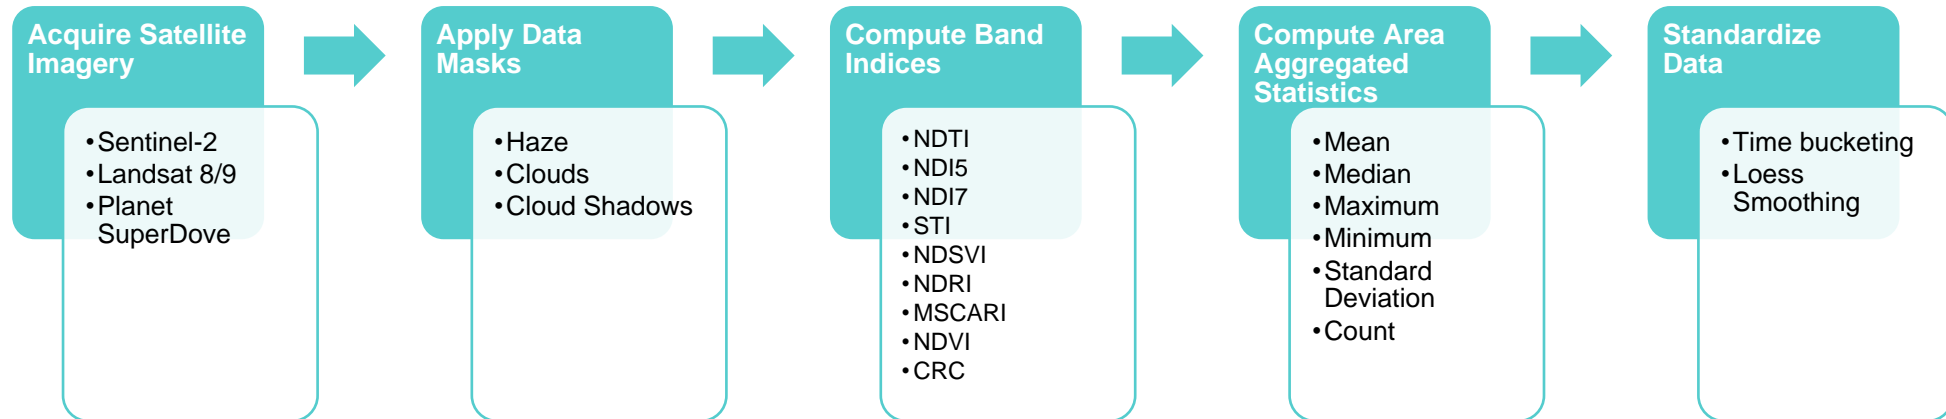 Acquire Satellite
Imagery
•Sentinel-2
•Landsat 8/9
•Planet
SuperDove
Apply Data
Masks
•Haze
•Clouds
•Cloud Shadows
Compute Band
Indices
•NDTI
•NDI5
•NDI7
•STI
•NDSVI
•NDRI
•MSCARI
•NDVI
•CRC
Compute Area
Aggregated
Statistics
•Mean
•Median
•Maximum
•Minimum
•Standard
Deviation
•Count
Standardize
Data
•Time bucketing
•Loess
Smoothing